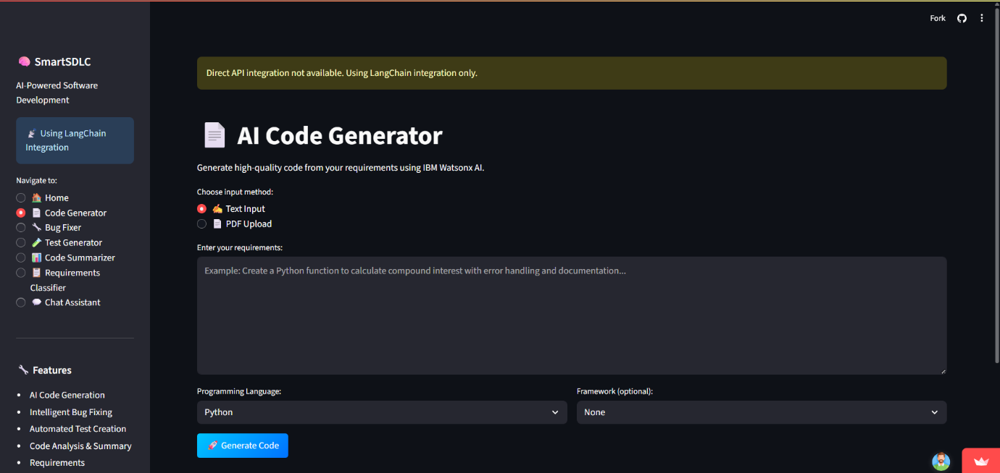 Fork
SmartSDLC
AI-Powered Software
Development
Using LangChain
Integration
Navigate to:
Home
Code Generator
Bug Fixer
Test Generator
Code Summarizer
Requirements
Classifier
Chat Assistant
Features
• AI Code Generation
• Intelligent Bug Fixing
• Automated Test Creation
• Code Analysis & Summary
• Requirements
Direct API integration not available. Using LangChain integration only.
AI Code Generator
Generate high-quality code from your requirements using IBM Watsonx AI.
Choose input method:
Text Input
PDF Upload
Enter your requirements:
Example: Create a Python function to calculate compound interest with error handling and documentation...
Programming Language:
Python
Framework (optional):
None
Generate Code